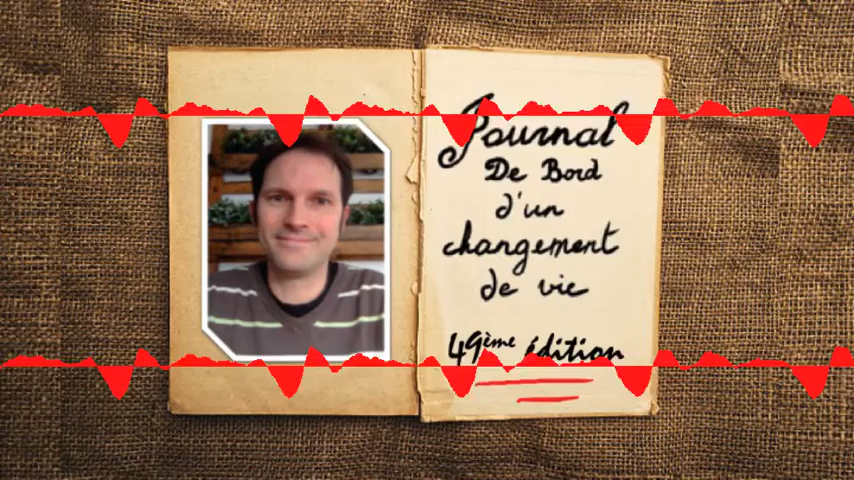 Journal
De Bord
d'un
changement
de vie
49ème édition